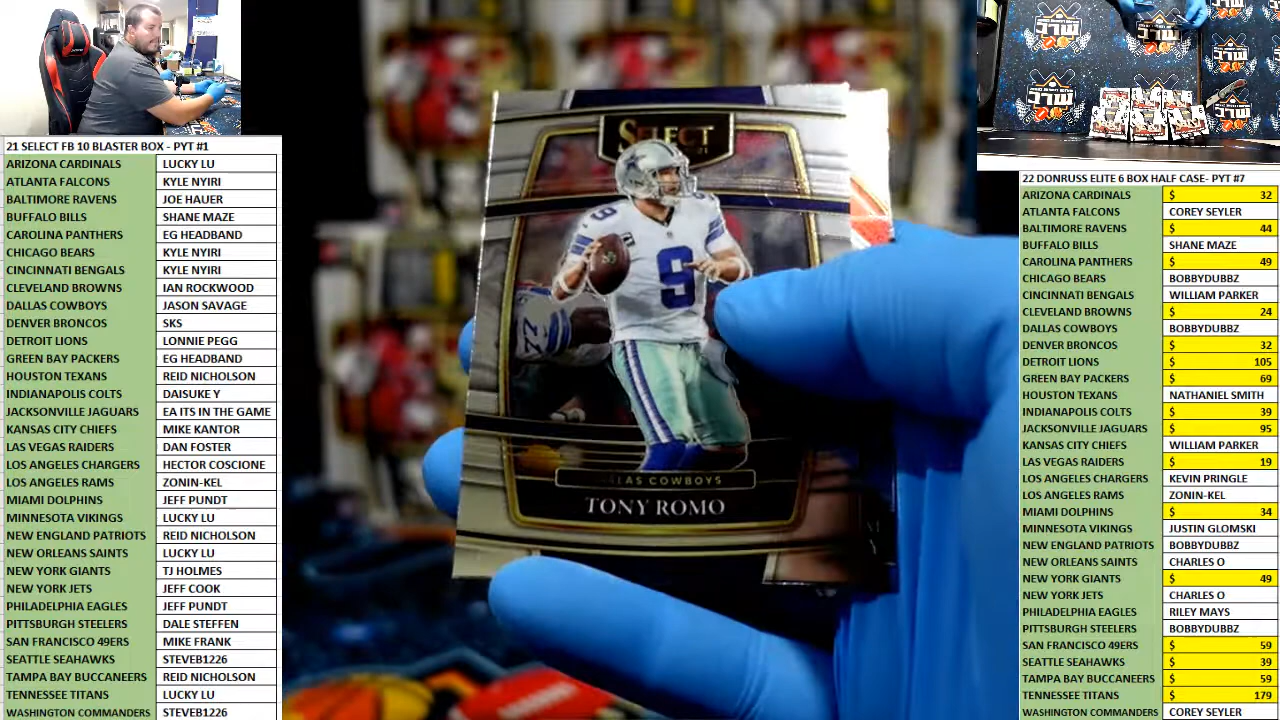 21 SELECT FB 10 BLASTER BOX - PYT #1
ARIZONA CARDINALS LUCKY LU
ATLANTA FALCONS KYLE NYIRI
BALTIMORE RAVENS JOE HAUER
BUFFALO BILLS SHANE MAZE
CAROLINA PANTHERS EG HEADBAND
CHICAGO BEARS KYLE NYIRI
CINCINNATI BENGALS KYLE NYIRI
CLEVELAND BROWNS IAN ROCKWOOD
DALLAS COWBOYS JASON SAVAGE
DENVER BRONCOS SKS
DETROIT LIONS LONNIE PEGG
GREEN BAY PACKERS EG HEADBAND
HOUSTON TEXANS REID NICHOLSON
INDIANAPOLIS COLTS DAISUKE Y
JACKSONVILLE JAGUARS EA ITS IN THE GAME
KANSAS CITY CHIEFS MIKE KANTOR
LAS VEGAS RAIDERS DAN FOSTER
LOS ANGELES CHARGERS HECTOR COSCIONE
LOS ANGELES RAMS ZONIN-KEL
MIAMI DOLPHINS JEFF PUNDT
MINNESOTA VIKINGS LUCKY LU
NEW ENGLAND PATRIOTS REID NICHOLSON
NEW ORLEANS SAINTS LUCKY LU
NEW YORK GIANTS TJ HOLMES
NEW YORK JETS JEFF COOK
PHILADELPHIA EAGLES JEFF PUNDT
PITTSBURGH STEELERS DALE STEFFEN
SAN FRANCISCO 49ERS MIKE FRANK
SEATTLE SEAHAWKS STEVEB1226
TAMPA BAY BUCCANEERS REID NICHOLSON
TENNESSEE TITANS LUCKY LU
WASHINGTON COMMANDERS STEVEB1226
SELECT
21
9
9
77
LAS COWBOYS
TONY ROMO
22 DONRUSS ELITE 6 BOX HALF CASE- PYT #7
ARIZONA CARDINALS $ 32
ATLANTA FALCONS COREY SEYLER
BALTIMORE RAVENS $ 44
BUFFALO BILLS SHANE MAZE
CAROLINA PANTHERS $ 49
CHICAGO BEARS BOBBYDUBBZ
CINCINNATI BENGALS WILLIAM PARKER
CLEVELAND BROWNS $ 24
DALLAS COWBOYS BOBBYDUBBZ
DENVER BRONCOS $ 32
DETROIT LIONS $ 105
GREEN BAY PACKERS $ 69
HOUSTON TEXANS NATHANIEL SMITH
INDIANAPOLIS COLTS $ 39
JACKSONVILLE JAGUARS $ 95
KANSAS CITY CHIEFS WILLIAM PARKER
LAS VEGAS RAIDERS $ 19
LOS ANGELES CHARGERS KEVIN PRINGLE
LOS ANGELES RAMS ZONIN-KEL
MIAMI DOLPHINS $ 34
MINNESOTA VIKINGS JUSTIN GLOMSKI
NEW ENGLAND PATRIOTS BOBBYDUBBZ
NEW ORLEANS SAINTS CHARLES O
NEW YORK GIANTS $ 49
NEW YORK JETS CHARLES O
PHILADELPHIA EAGLES RILEY MAYS
PITTSBURGH STEELERS BOBBYDUBBZ
SAN FRANCISCO 49ERS $ 59
SEATTLE SEAHAWKS $ 39
TAMPA BAY BUCCANEERS $ 59
TENNESSEE TITANS $ 179
WASHINGTON COMMANDERS COREY SEYLER